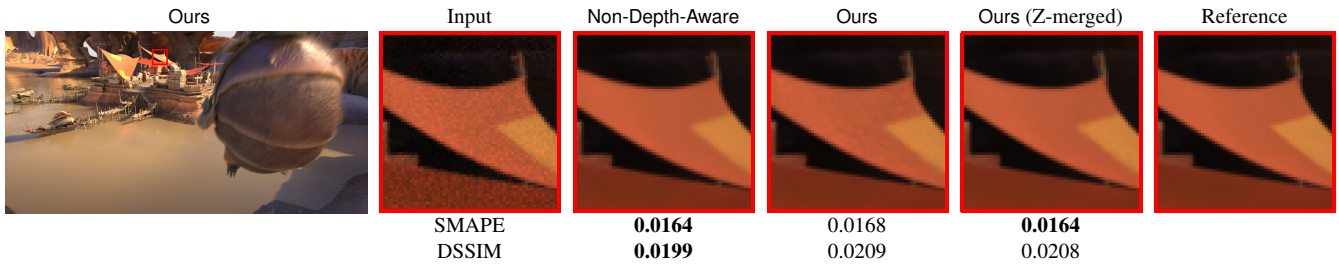 Ours Input Non-Depth-Aware Ours Ours (Z-merged) Reference
SMAPE 0.0164 0.0168 0.0164
DSSIM 0.0199 0.0209 0.0208